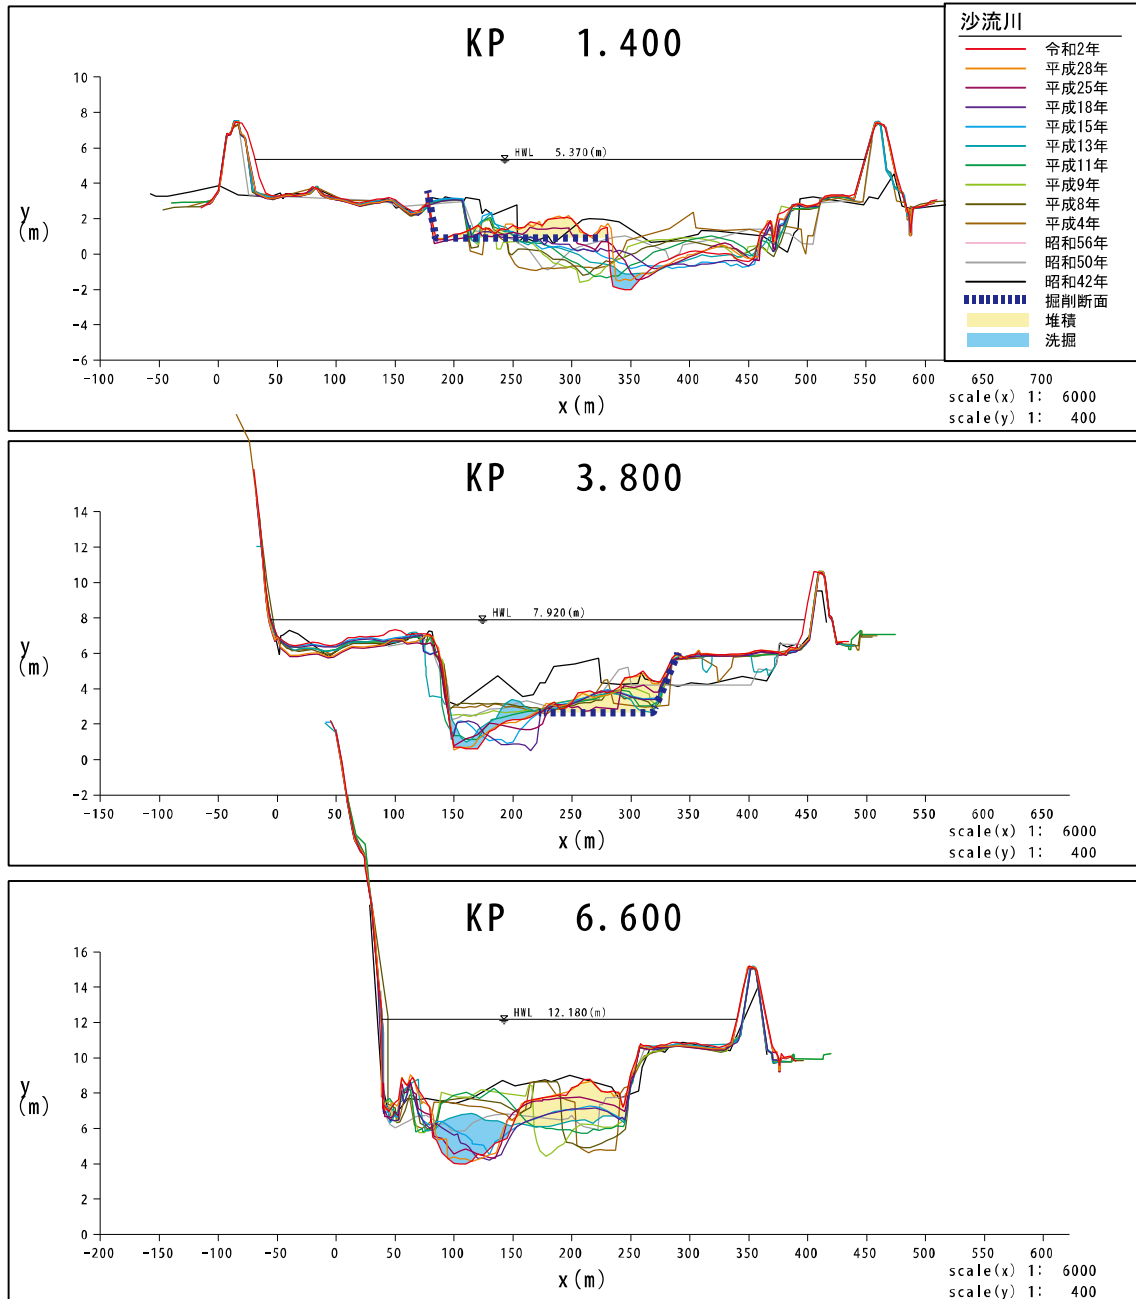 KP 1.400
沙流川
令和2年
平成28年
平成25年
平成18年
平成15年
平成13年
平成11年
平成9年
平成8年
平成4年
昭和56年
昭和50年
昭和42年
掘削断面
堆積
洗掘
10
8
6
4
2
0
-2
-4
-6
y
(m)
HWL 5.370(m)
-100 -50 0 50 100 150 200 250 300 350 400 450 500 550 600 650 700
x(m)
scale(x) 1: 6000
scale(y) 1: 400
KP 3.800
14
12
10
8
6
4
2
0
-2
y
(m)
HWL 7.920(m)
-150 -100 -50 0 50 100 150 200 250 300 350 400 450 500 550 600 650
x(m)
scale(x) 1: 6000
scale(y) 1: 400
KP 6.600
16
14
12
10
8
6
4
2
0
y
(m)
HWL 12.180(m)
-200 -150 -100 -50 0 50 100 150 200 250 300 350 400 450 500 550 600
x(m)
scale(x) 1: 6000
scale(y) 1: 400